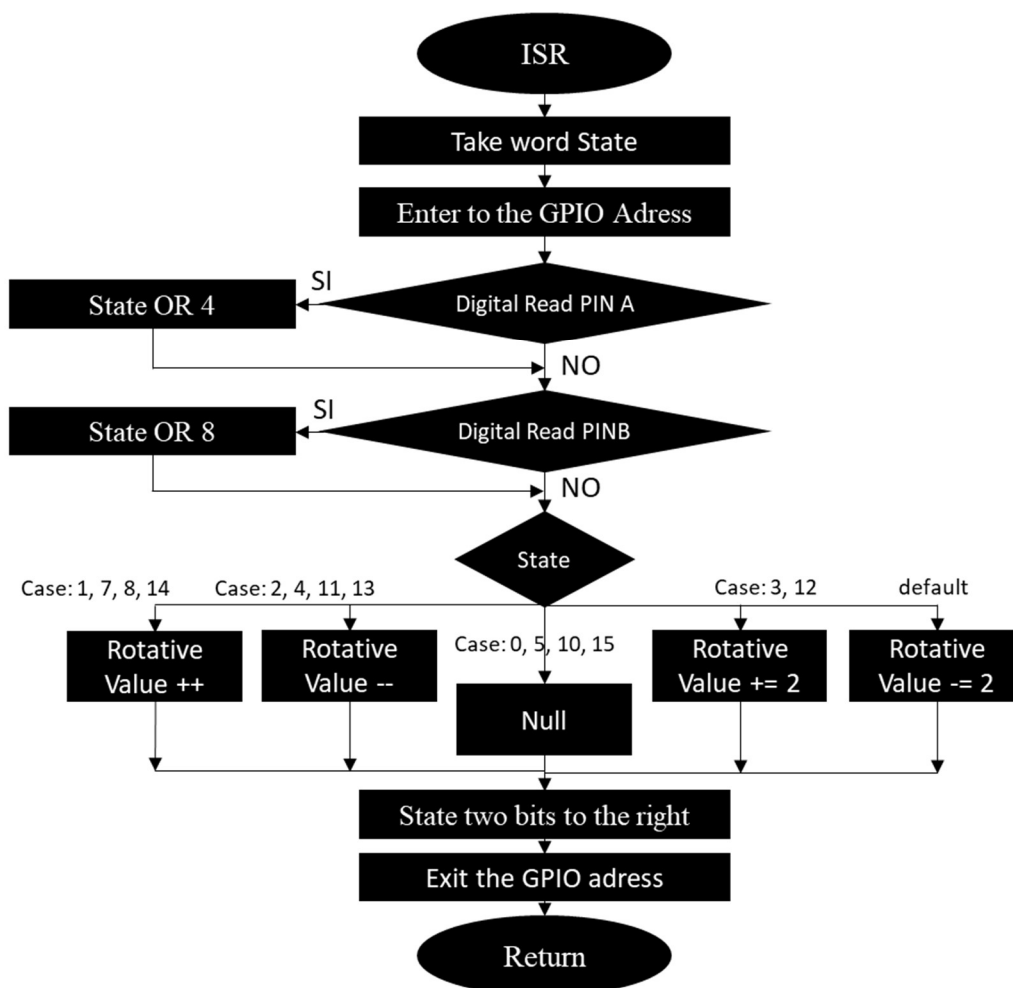 ISR
Take word State
Enter to the GPIO Adress
SI
State OR 4
Digital Read PIN A
NO
SI
State OR 8
Digital Read PINB
NO
State
Case: 1, 7, 8, 14
Case: 2, 4, 11, 13
Case: 3, 12
default
Case: 0, 5, 10, 15
Rotative
Value ++
Rotative
Value --
Null
Rotative
Value += 2
Rotative
Value -= 2
State two bits to the right
Exit the GPIO adress
Return